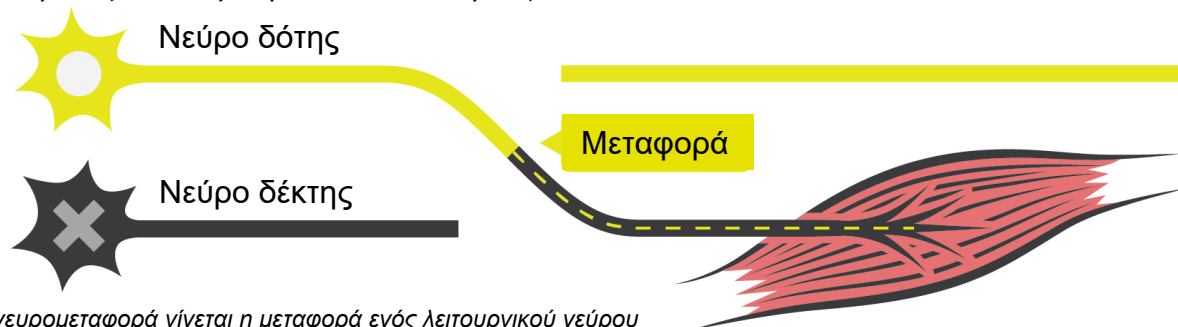 Νεύρο δότης
Μεταφορά
Νεύρο δέκτης
νευρομεταφορά γίνεται η μεταφορά ενός λειτουργικού νεύρου